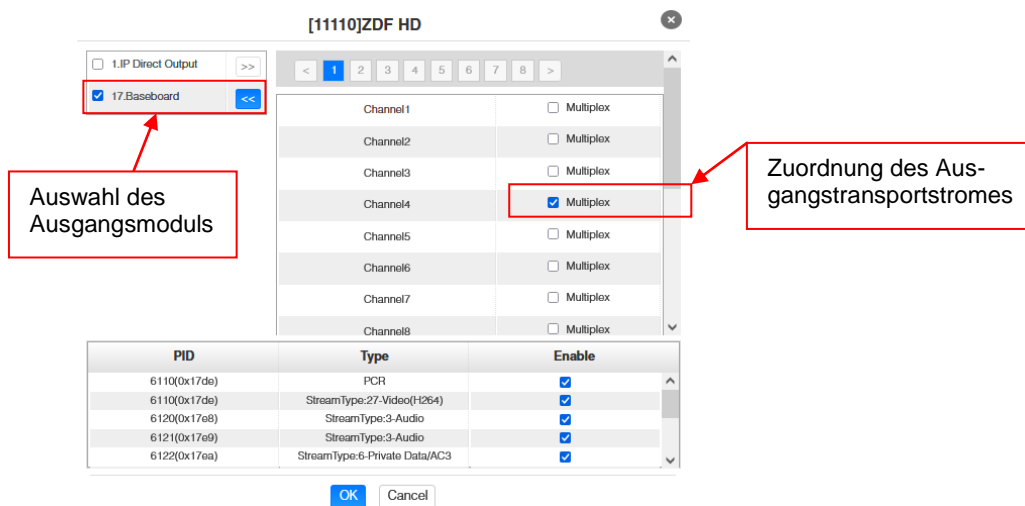 [11110]ZDF HD
1.IP Direct Output >>
17.Baseboard <<
< 1 2 3 4 5 6 7 8 >
Channel1 Multiplex
Channel2 Multiplex
Channel3 Multiplex
Channel4 Multiplex
Channel5 Multiplex
Channel6 Multiplex
Channel7 Multiplex
Channel8 Multiplex
Auswahl des
Ausgangsmoduls
Zuordnung des Aus-
gangstransportstromes
PID Type Enable
6110(0x17de) PCR
6110(0x17de) StreamType:27-Video(H264)
6120(0x17e8) StreamType:3-Audio
6121(0x17e9) StreamType:3-Audio
6122(0x17ea) StreamType:6-Private Data/AC3
OK Cancel